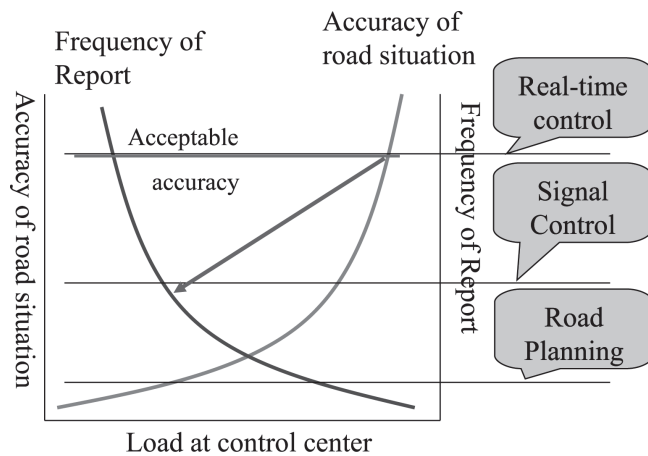 Frequency of
Report
Accuracy of
road situation
Real-time
control
Acceptable
accuracy
Accuracy of road situation
Frequency of Report
Signal
Control
Road
Planning
Load at control center